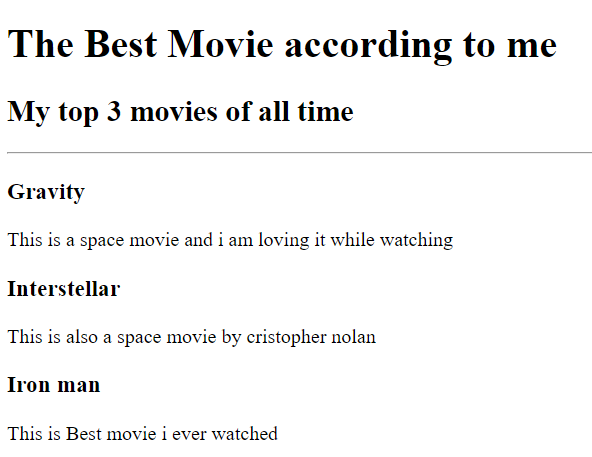 The Best Movie according to me
My top 3 movies of all time
Gravity
This is a space movie and i am loving it while watching
Interstellar
This is also a space movie by cristopher nolan
Iron man
This is Best movie i ever watched